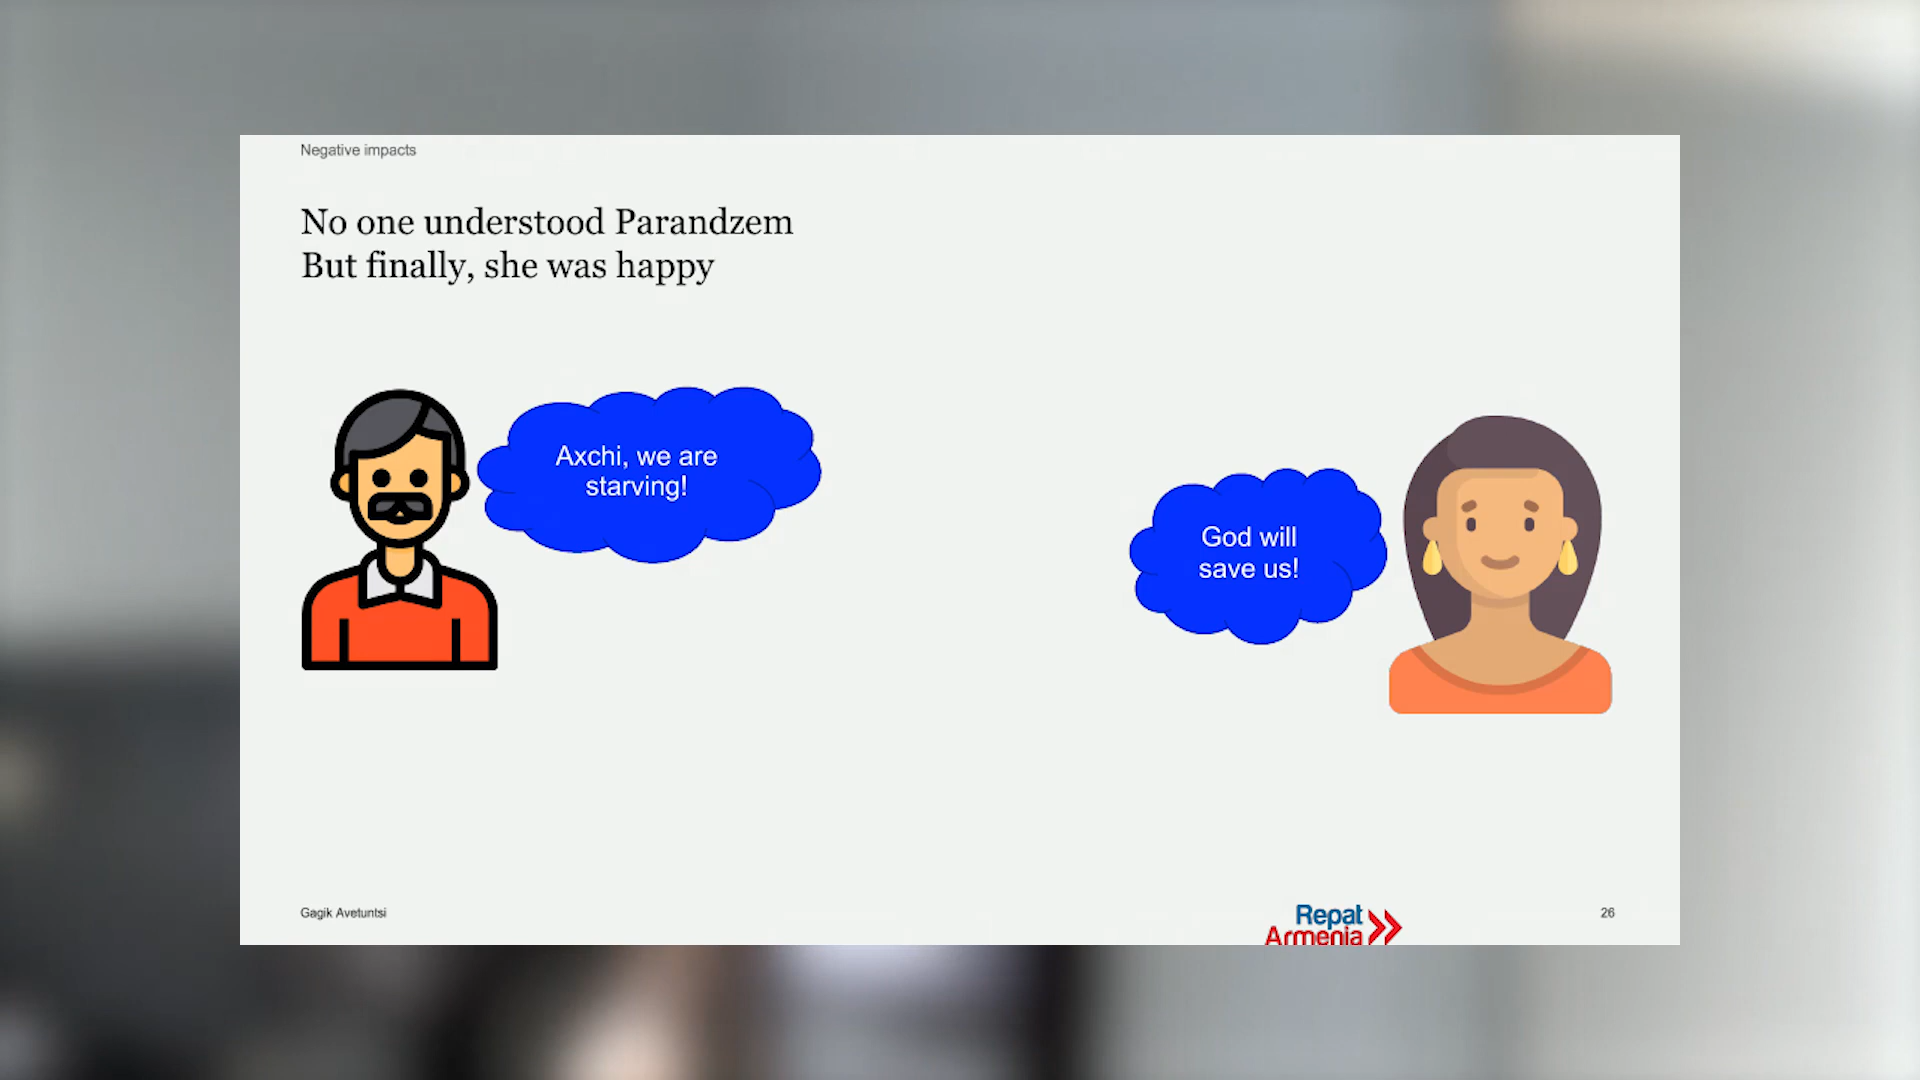 Negative impacts
No one understood Parandzem
But finally, she was happy
Axchi, we are
starving!
God will
save us!
Gagik Avetuntsi
Repat
Armenia
26